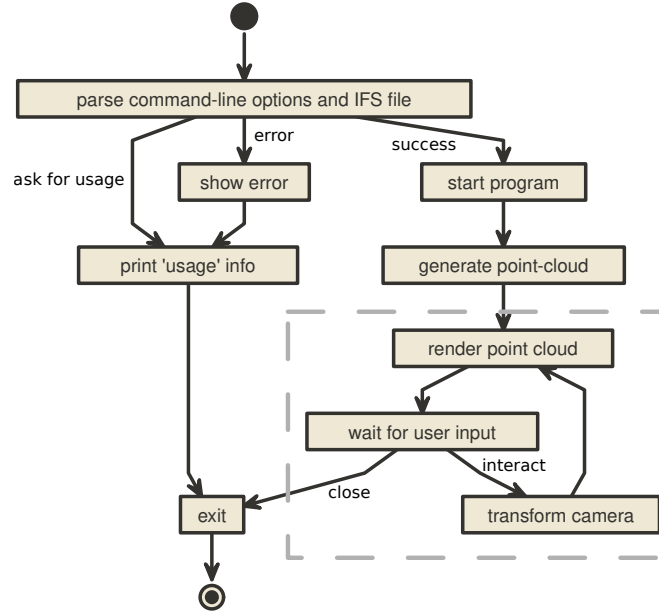 parse command-line options and IFS file
error
success
ask for usage
show error
start program
print 'usage' info
generate point-cloud
render point cloud
wait for user input
interact
close
exit
transform camera